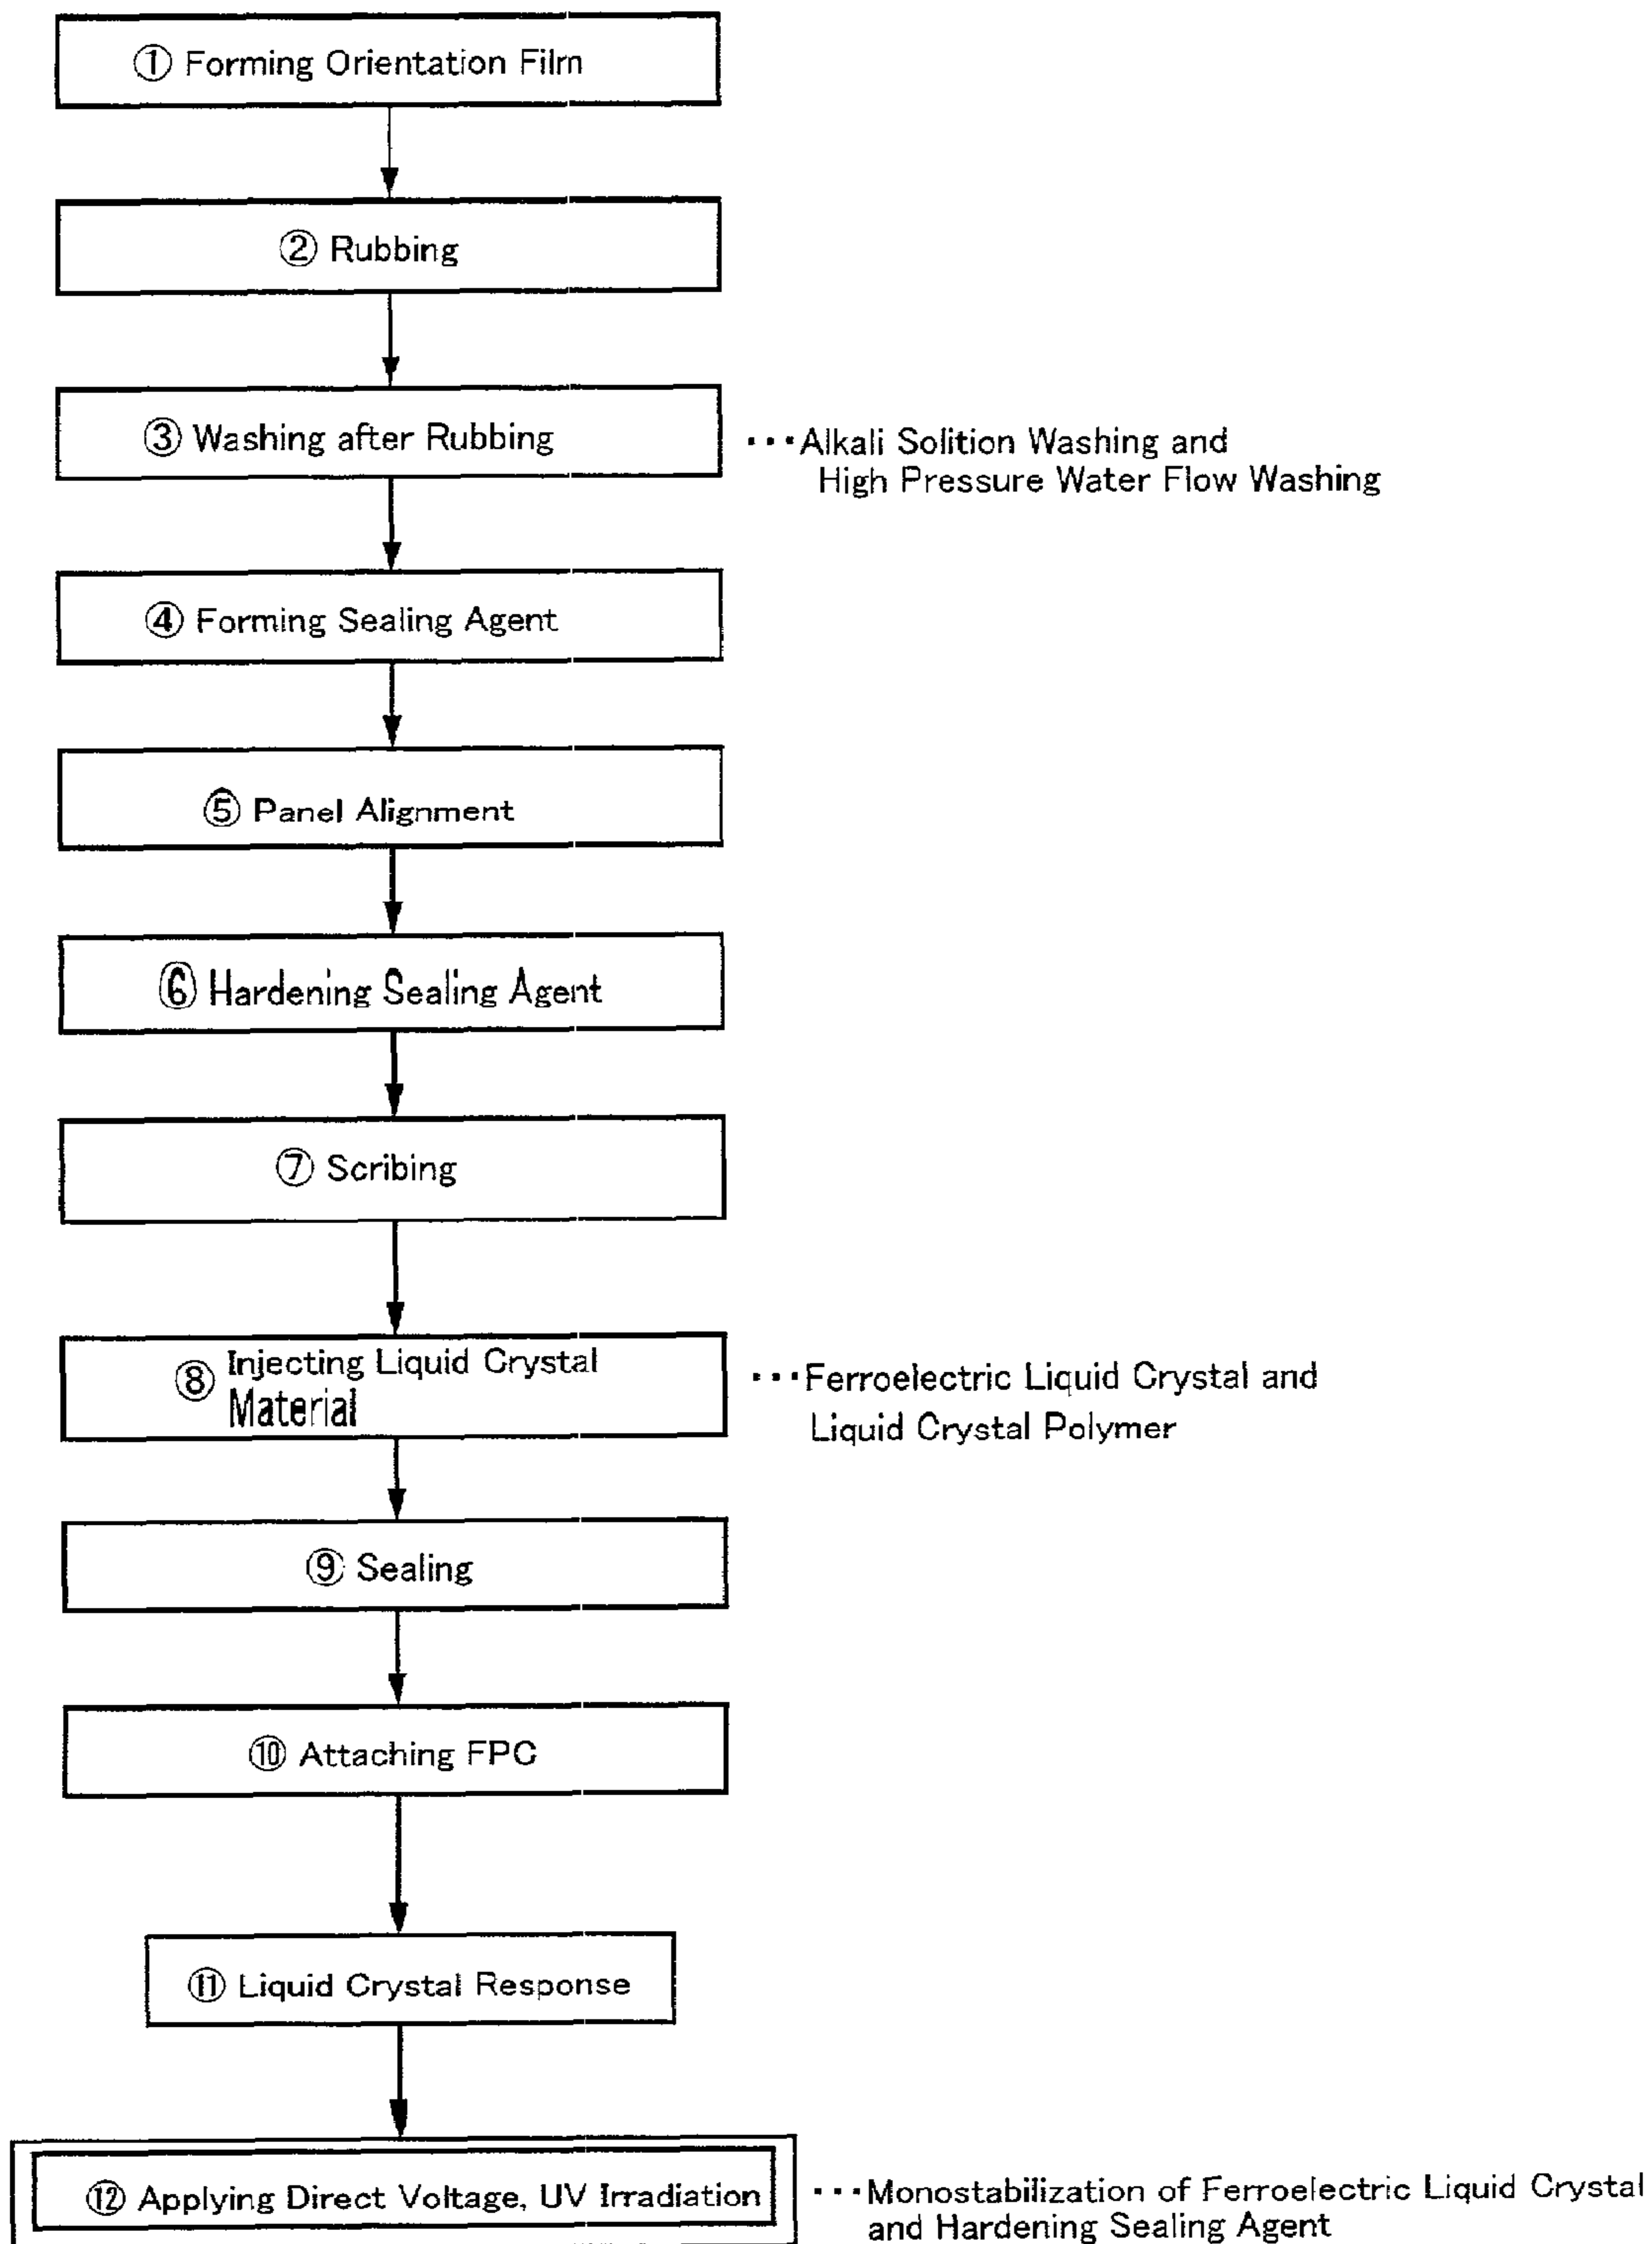 ① Forming Orientation Film
② Rubbing
③ Washing after Rubbing
･･･Alkali Solition Washing and
High Pressure Water Flow Washing
④ Forming Sealing Agent
⑤ Panel Alignment
⑥ Hardening Sealing Agent
⑦ Scribing
⑧ Injecting Liquid Crystal
Material
･･･Ferroelectric Liquid Crystal and
Liquid Crystal Polymer
⑨ Sealing
⑩ Attaching FPC
⑪ Liquid Crystal Response
⑫ Applying Direct Voltage, UV Irradiation
･･･Monostabilization of Ferroelectric Liquid Crystal
and Hardening Sealing Agent